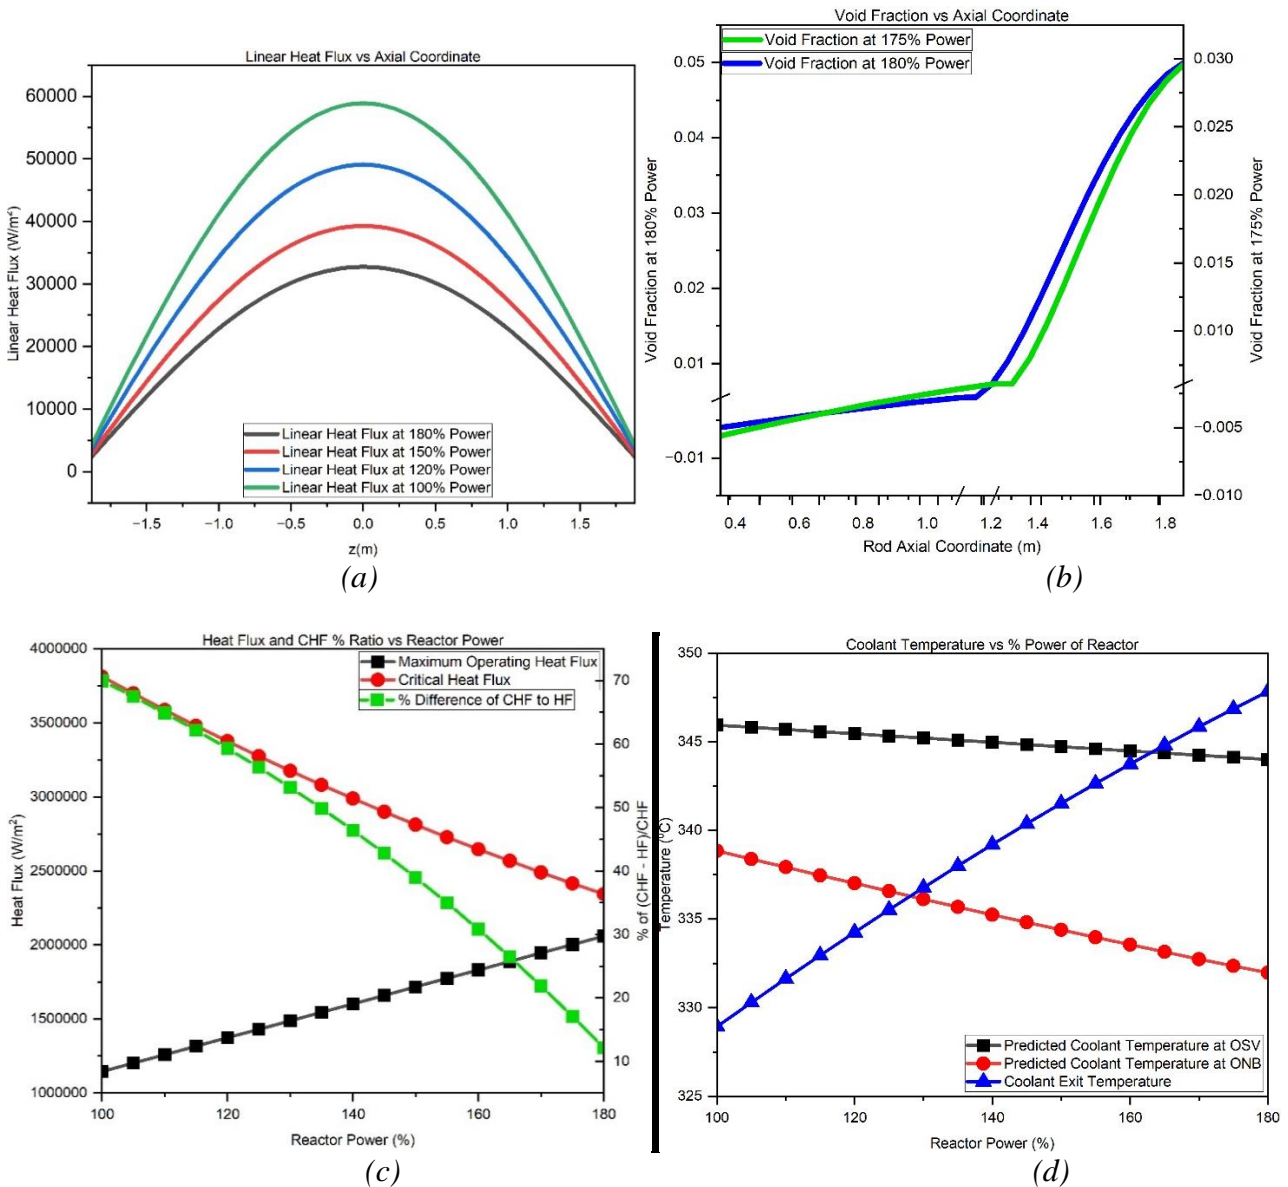 Linear Heat Flux vs Axial Coordinate
60000
50000
40000
30000
20000
10000
0
Linear Heat Flux (W/m²)
Linear Heat Flux at 180% Power
Linear Heat Flux at 150% Power
Linear Heat Flux at 120% Power
Linear Heat Flux at 100% Power
−1.5 −1.0 −0.5 0.0 0.5 1.0 1.5
z(m)
(a)
Void Fraction vs Axial Coordinate
Void Fraction at 175% Power
Void Fraction at 180% Power
0.05
0.04
0.03
0.02
0.01
−0.01
Void Fraction at 180% Power
0.030
0.025
0.020
0.015
0.010
−0.005
−0.010
Void Fraction at 175% Power
0.4 0.6 0.8 1.0 1.2 1.4 1.6 1.8
Rod Axial Coordinate (m)
(b)
Heat Flux and CHF % Ratio vs Reactor Power
Maximum Operating Heat Flux
Critical Heat Flux
% Difference of CHF to HF
4000000
3500000
3000000
2500000
2000000
1500000
1000000
Heat Flux (W/m²)
70
60
50
40
30
20
10
% of (CHF - HF)/CHF
100 120 140 160 180
Reactor Power (%)
(c)
Coolant Temperature vs % Power of Reactor
350
345
340
335
330
325
Temperature (⁰C)
Predicted Coolant Temperature at OSV
Predicted Coolant Temperature at ONB
Coolant Exit Temperature
100 120 140 160 180
Reactor Power (%)
(d)